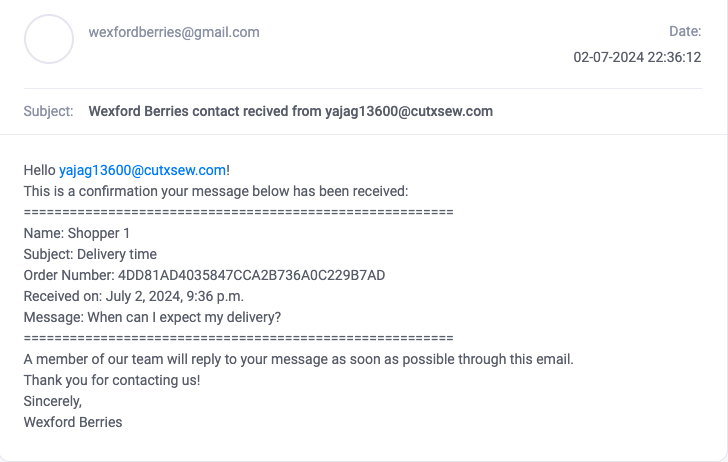 wexfordberries@gmail.com
Date:
02-07-2024 22:36:12
Subject: Wexford Berries contact recived from yajag13600@cutxsew.com
Hello yajag13600@cutxsew.com!
This is a confirmation your message below has been received:
========================================================
Name: Shopper 1
Subject: Delivery time
Order Number: 4DD81AD4035847CCA2B736A0C229B7AD
Received on: July 2, 2024, 9:36 p.m.
Message: When can I expect my delivery?
========================================================
A member of our team will reply to your message as soon as possible through this email.
Thank you for contacting us!
Sincerely,
Wexford Berries